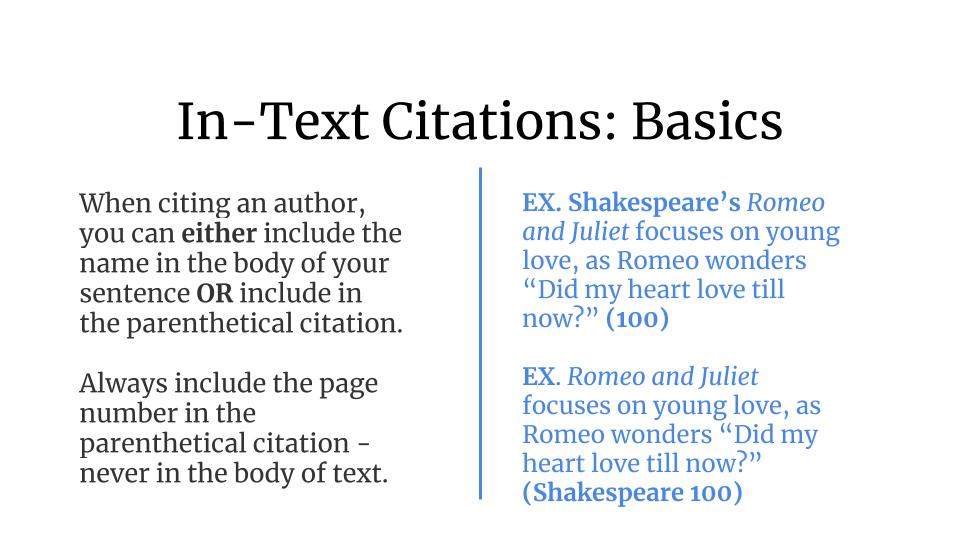 In-Text Citations: Basics
When citing an author,
you can either include the
name in the body of your
sentence OR include in
the parenthetical citation.
Always include the page
number in the
parenthetical citation -
never in the body of text.
EX. Shakespeare’s Romeo
and Juliet focuses on young
love, as Romeo wonders
“Did my heart love till
now?” (100)
EX. Romeo and Juliet
focuses on young love, as
Romeo wonders “Did my
heart love till now?”
(Shakespeare 100)